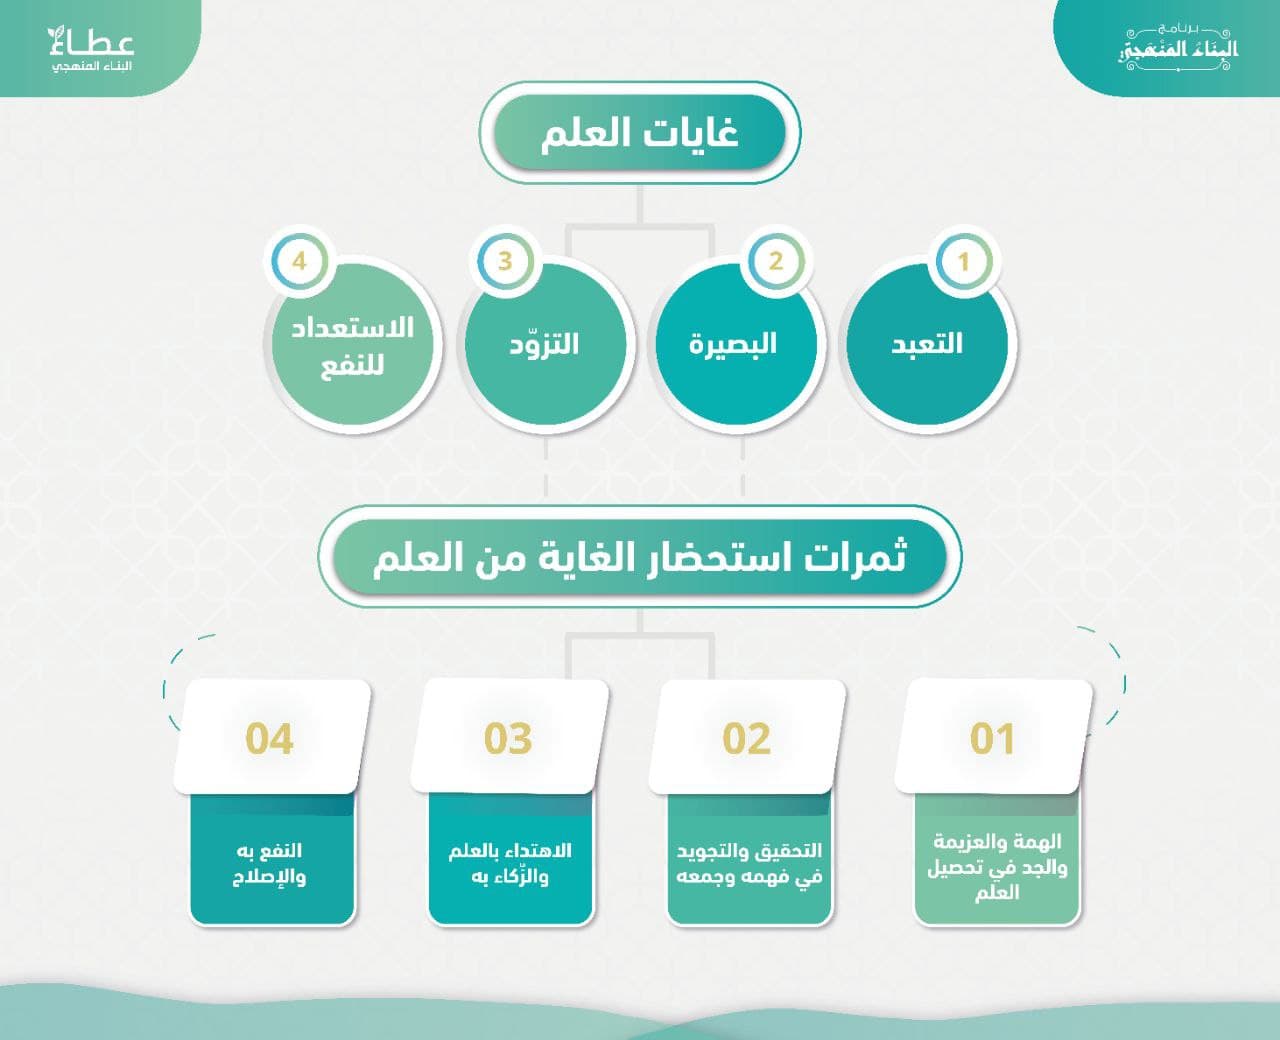 برنامج
البناء المنهجي
عطاء
البناء المنهجي
غايات العلم
1
التعبد
2
البصيرة
3
التزوّد
4
الاستعداد
للنفع
ثمرات استحضار الغاية من العلم
01
الهمة والعزيمة
والجد في تحصيل
العلم
02
التحقيق والتجويد
في فهمه وجمعه
03
الاهتداء بالعلم
والزّكاء به
04
النفع به
والإصلاح